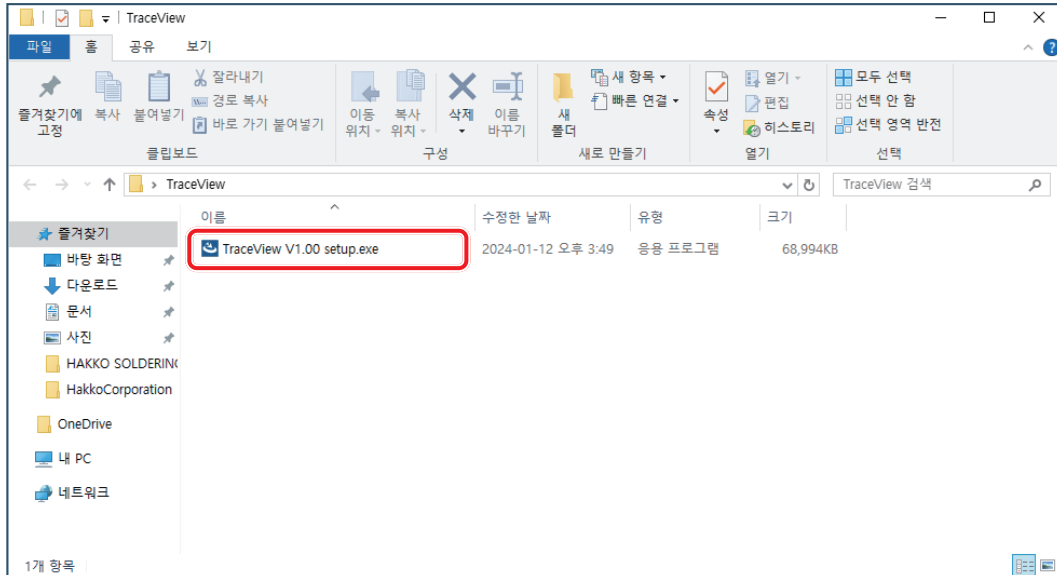 TraceView
파일 홈 공유 보기
즐겨찾기에 고정
복사
붙여넣기
잘라내기
경로 복사
바로 가기 붙여넣기
클립보드
이동 위치
복사 위치
삭제
이름 바꾸기
구성
새 폴더
새 항목
빠른 연결
새로 만들기
속성
열기
편집
히스토리
열기
모두 선택
선택 안 함
선택 영역 반전
선택
TraceView
TraceView 검색
이름 수정한 날짜 유형 크기
TraceView V1.00 setup.exe 2024-01-12 오후 3:49 응용 프로그램 68,994KB
즐겨찾기
바탕 화면
다운로드
문서
사진
HAKKO SOLDERING
HakkoCorporation
OneDrive
내 PC
네트워크
1개 항목